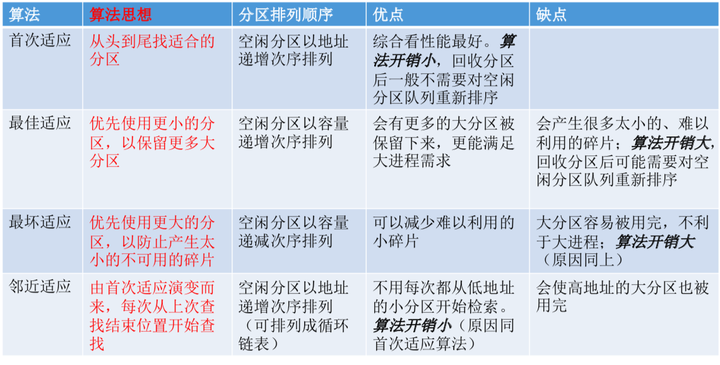 算法 算法思想 分区排列顺序 优点 缺点
首次适应
从头到尾找适合的
分区
空闲分区以地址
递增次序排列
综合看性能最好。算
法开销小，回收分区
后一般不需要对空闲
分区队列重新排序
最佳适应
优先使用更小的分
区，以保留更多大
分区
空闲分区以容量
递增次序排列
会有更多的大分区被
保留下来，更能满足
大进程需求
会产生很多太小的、难以
利用的碎片；算法开销大，
回收分区后可能需要对空
闲分区队列重新排序
最坏适应
优先使用更大的分
区，以防止产生太
小的不可用的碎片
空闲分区以容量
递减次序排列
可以减少难以利用的
小碎片
大分区容易被用完，不利
于大进程；算法开销大
（原因同上）
邻近适应
由首次适应演变而
来，每次从上次查
找结束位置开始查
找
空闲分区以地址
递增次序排列
（可排列成循环
链表）
不用每次都从低地址
的小分区开始检索。
算法开销小（原因同
首次适应算法）
会使高地址的大分区也被
用完